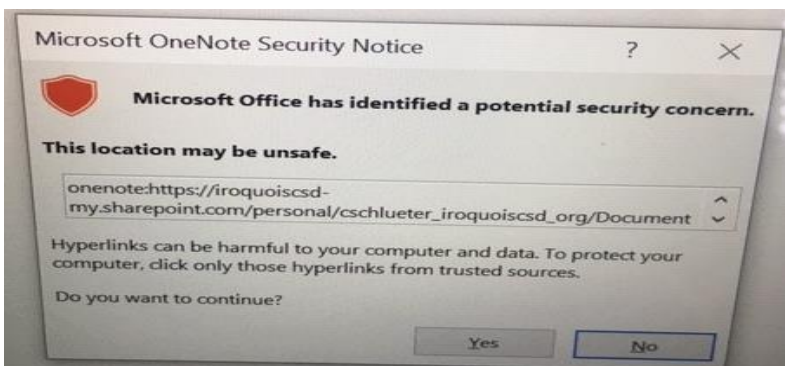 Microsoft OneNote Security Notice ?
Microsoft Office has identified a potential security concern.
This location may be unsafe.
onenote:https://iroquoiscsd-
my.sharepoint.com/personal/cschlueter_iroquoiscsd_org/Document
Hyperlinks can be harmful to your computer and data. To protect your
computer, click only those hyperlinks from trusted sources.
Do you want to continue?
Yes No